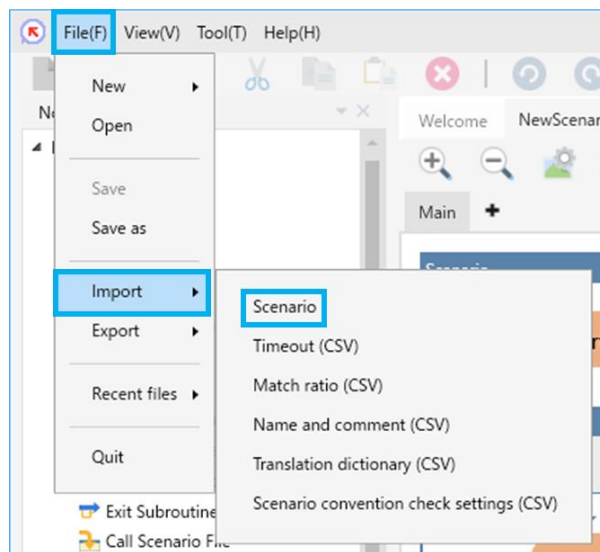 File(F) View(V) Tool(T) Help(H)
New
Open
Save
Save as
Import
Export
Recent files
Quit
Welcome NewScenar
Main
Scenario
Timeout (CSV)
Match ratio (CSV)
Name and comment (CSV)
Translation dictionary (CSV)
Scenario convention check settings (CSV)
Exit Subroutine
Call Scenario File